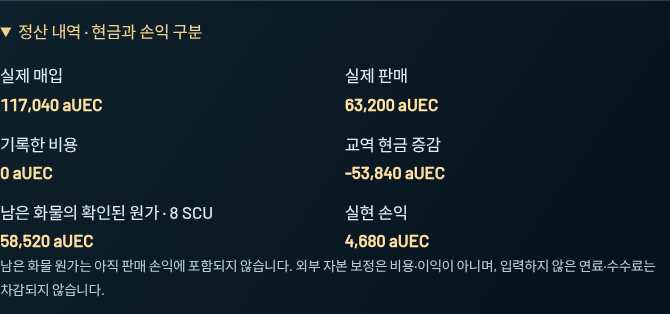 ▼ 정산 내역 · 현금과 손익 구분
실제 매입
117,040 aUEC
실제 판매
63,200 aUEC
기록한 비용
0 aUEC
교역 현금 증감
-53,840 aUEC
남은 화물의 확인된 원가 · 8 SCU
58,520 aUEC
실현 손익
4,680 aUEC
남은 화물 원가는 아직 판매 손익에 포함되지 않습니다. 외부 자본 보정은 비용·이익이 아니며, 입력하지 않은 연료·수수료는
차감되지 않습니다.